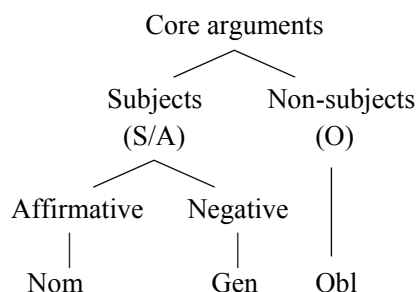 Core arguments
Subjects Non-subjects
(S/A) (O)
Affirmative Negative
Nom Gen Obl